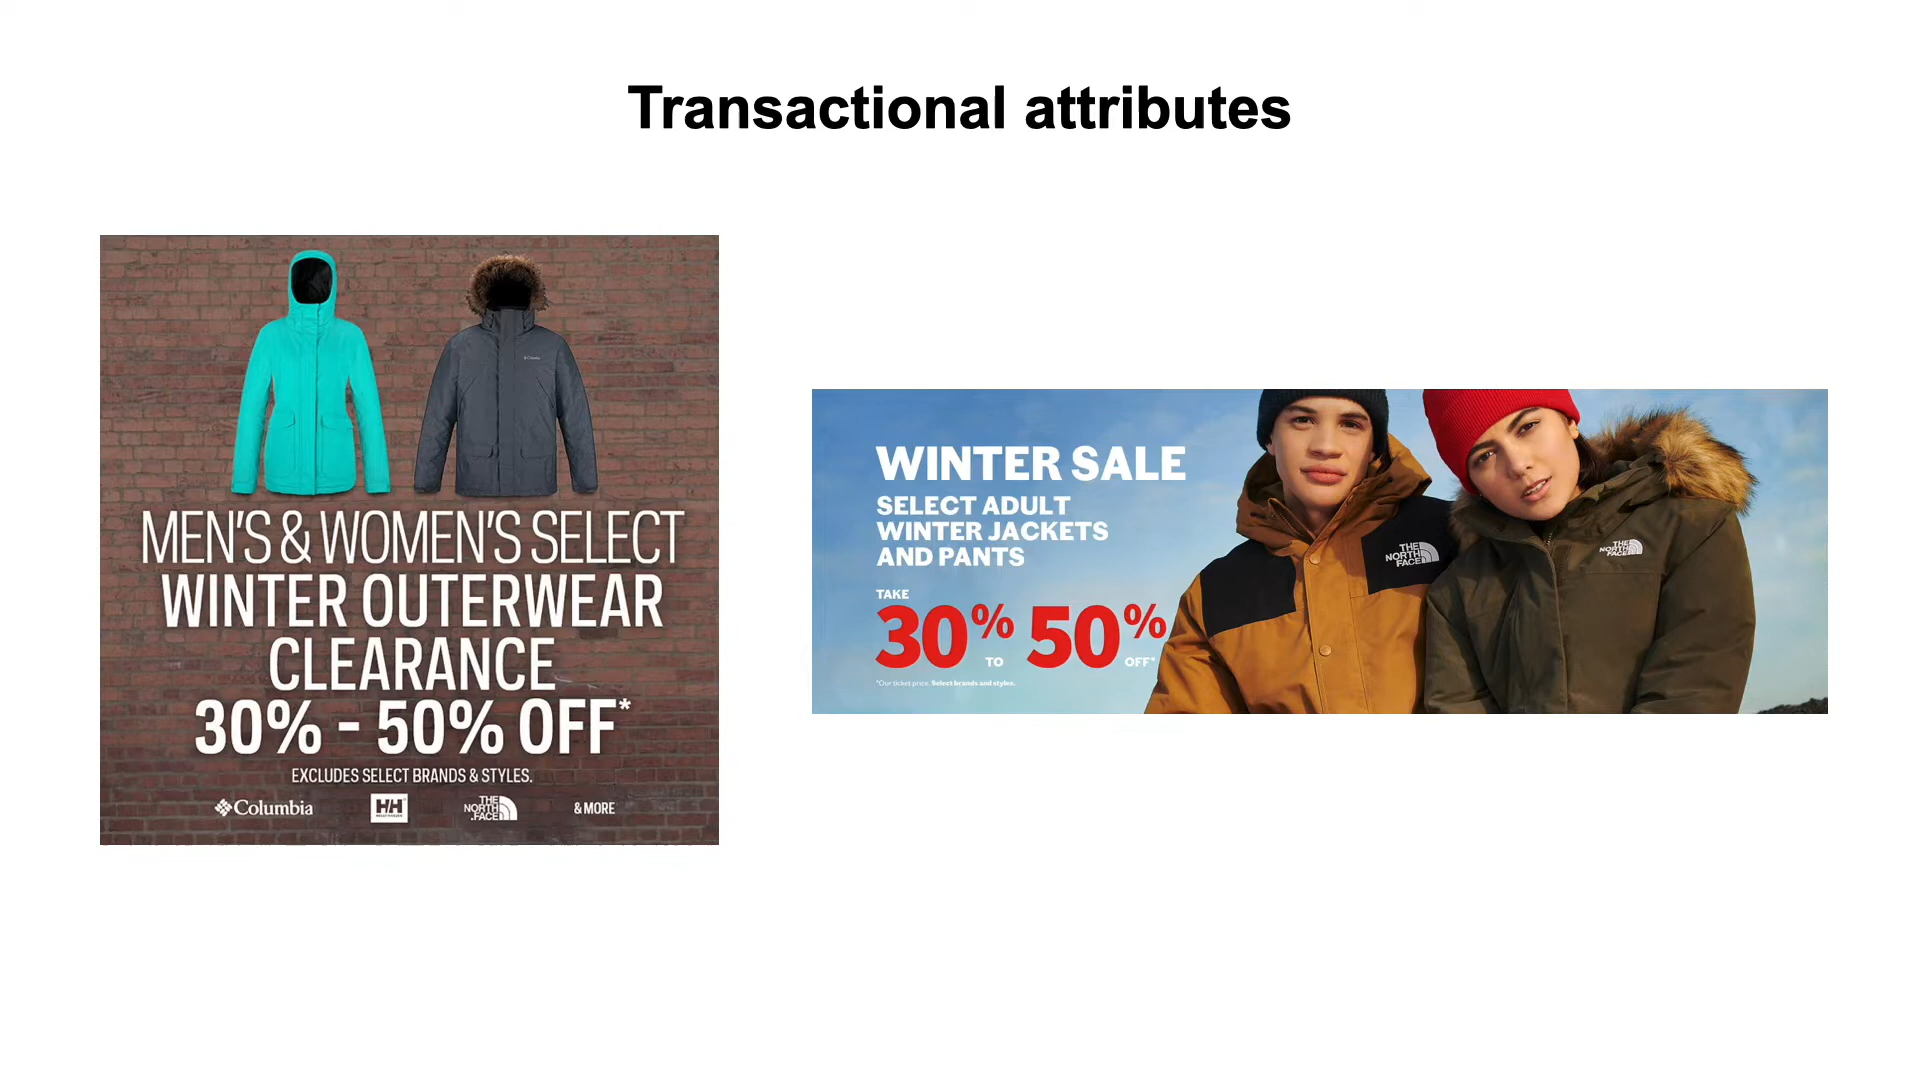 Transactional attributes
MEN'S & WOMEN'S SELECT
WINTER OUTERWEAR
CLEARANCE
30% - 50% OFF*
EXCLUDES SELECT BRANDS & STYLES.
Columbia
H/H
THE
NORTH
FACE
& MORE
Columbia
WINTER SALE
SELECT ADULT
WINTER JACKETS
AND PANTS
TAKE
30% TO 50% OFF*
*Our ticket price. Select brands and styles.
THE
NORTH
FACE
THE
NORTH
FACE